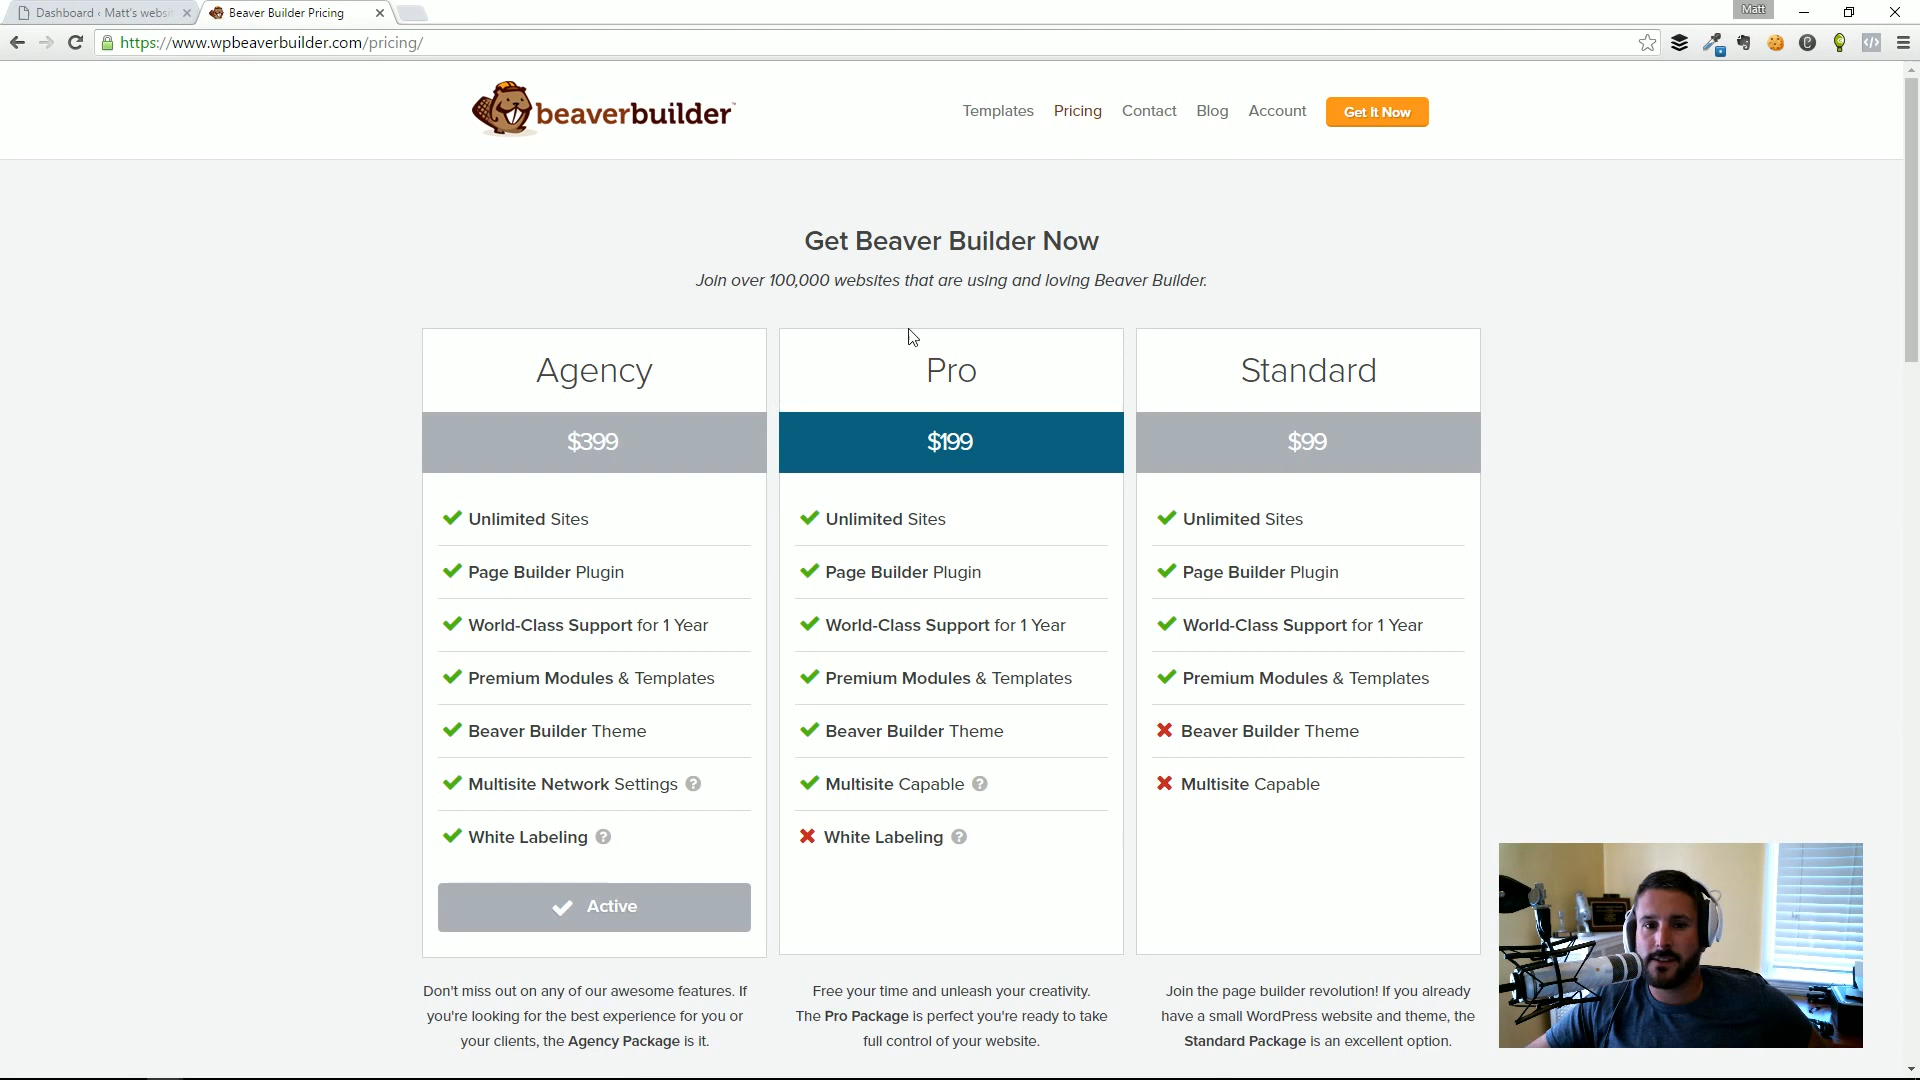 Dashboard ‹ Matt's websi
Beaver Builder Pricing
Matt
https://www.wpbeaverbuilder.com/pricing/
beaverbuilder™
Templates
Pricing
Contact
Blog
Account
Get It Now
Get Beaver Builder Now
Join over 100,000 websites that are using and loving Beaver Builder.
Agency
$399
Unlimited Sites
Page Builder Plugin
World-Class Support for 1 Year
Premium Modules & Templates
Beaver Builder Theme
Multisite Network Settings ?
White Labeling ?
Active
Don't miss out on any of our awesome features. If
you're looking for the best experience for you or
your clients, the Agency Package is it.
Pro
$199
Unlimited Sites
Page Builder Plugin
World-Class Support for 1 Year
Premium Modules & Templates
Beaver Builder Theme
Multisite Capable ?
White Labeling ?
Free your time and unleash your creativity.
The Pro Package is perfect you're ready to take
full control of your website.
Standard
$99
Unlimited Sites
Page Builder Plugin
World-Class Support for 1 Year
Premium Modules & Templates
Beaver Builder Theme
Multisite Capable
Join the page builder revolution! If you already
have a small WordPress website and theme, the
Standard Package is an excellent option.